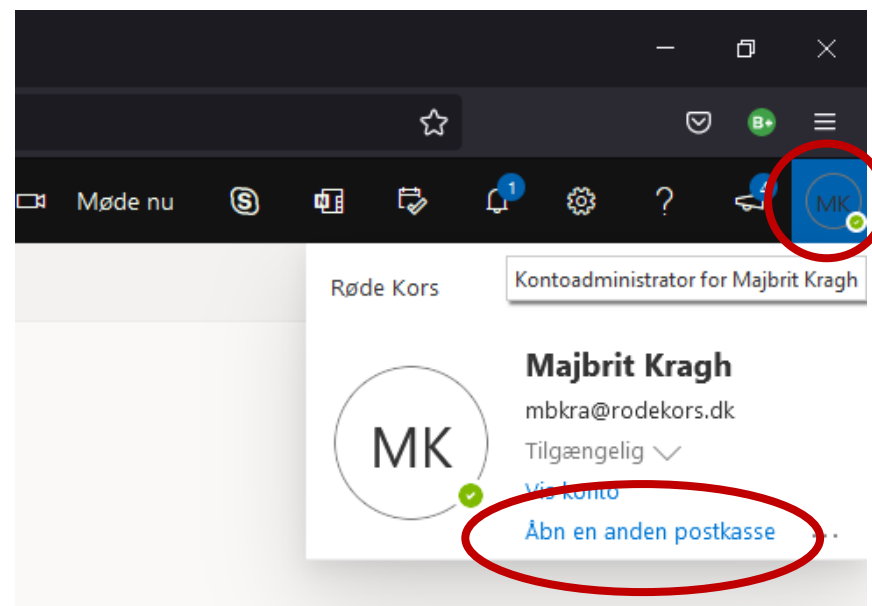 B+
Møde nu
1
?
4
MK
Røde Kors
Kontoadministrator for Majbrit Kragh
MK
Majbrit Kragh
mbkra@rodekors.dk
Tilgængelig
Vis konto
Åbn en anden postkasse
...